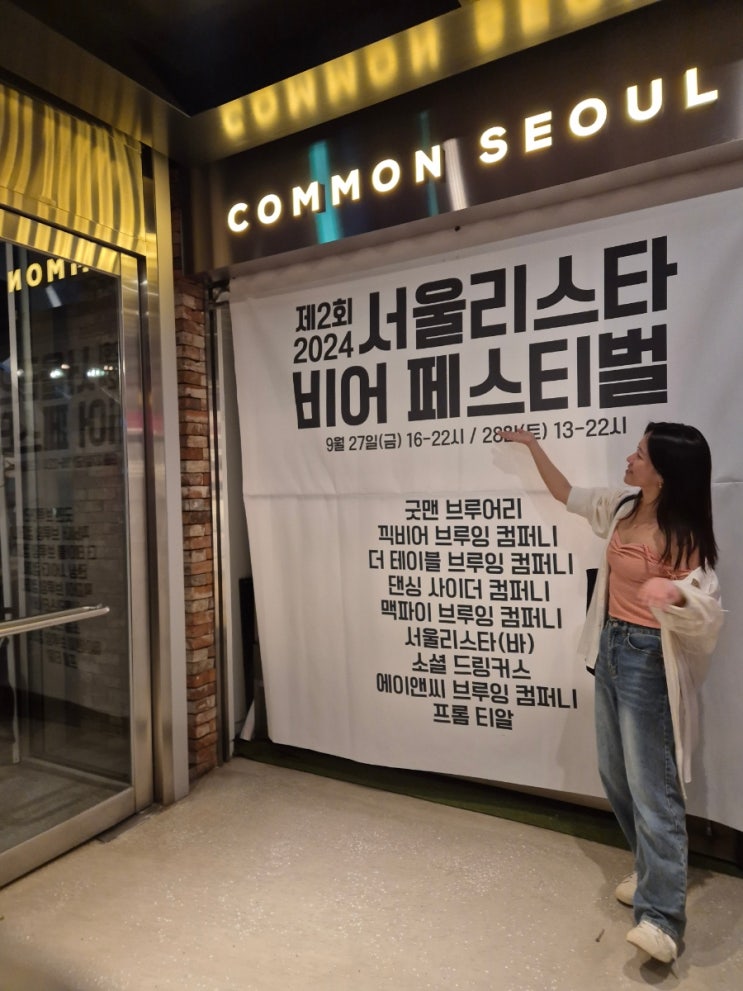 COMMON SEOUL
제2회
2024 서울리스타
비어 페스티벌
9월 27일(금) 16-22시 / 28일(토) 13-22시
굿맨 브루어리
끽비어 브루잉 컴퍼니
더 테이블 브루잉 컴퍼니
댄싱 사이더 컴퍼니
맥파이 브루잉 컴퍼니
서울리스타(바)
소셜 드링커스
에이앤씨 브루잉 컴퍼니
프롬 티알